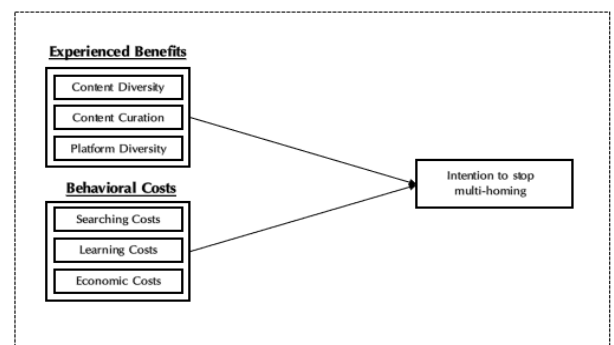 Experienced Benefits
Content Diversity
Content Curation
Platform Diversity
Behavioral Costs
Searching Costs
Learning Costs
Economic Costs
Intention to stop
multi-homing